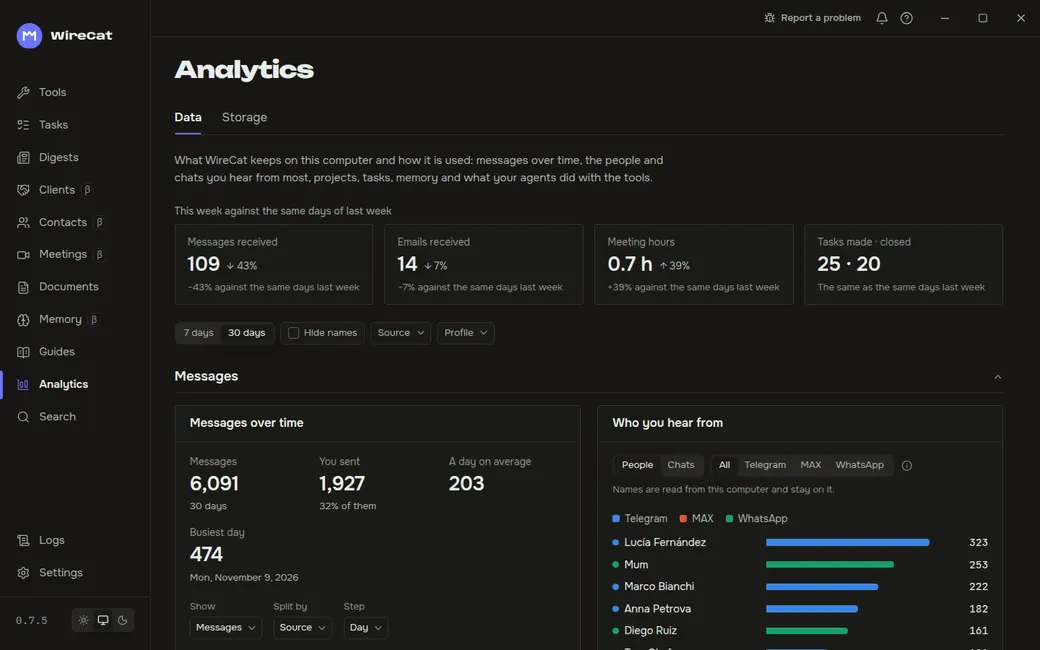 WireCat
Report a problem
Tools
Tasks
Digests
Clients β
Contacts β
Meetings β
Documents
Memory β
Guides
Analytics
Search
Logs
Settings
0.7.5
Analytics
Data
Storage
What WireCat keeps on this computer and how it is used: messages over time, the people and
chats you hear from most, projects, tasks, memory and what your agents did with the tools.
This week against the same days of last week
Messages received
109 ↓ 43%
−43% against the same days last week
Emails received
14 ↓ 7%
−7% against the same days last week
Meeting hours
0.7 h ↑ 39%
+39% against the same days last week
Tasks made · closed
25 · 20
The same as the same days last week
7 days
30 days
Hide names
Source
Profile
Messages
Messages over time
Messages
6,091
30 days
You sent
1,927
32% of them
A day on average
203
Busiest day
474
Mon, November 9, 2026
Show
Messages
Split by
Source
Step
Day
Who you hear from
People
Chats
All
Telegram
MAX
WhatsApp
Names are read from this computer and stay on it.
Telegram
MAX
WhatsApp
Lucía Fernández 323
Mum 253
Marco Bianchi 222
Anna Petrova 182
Diego Ruiz 161